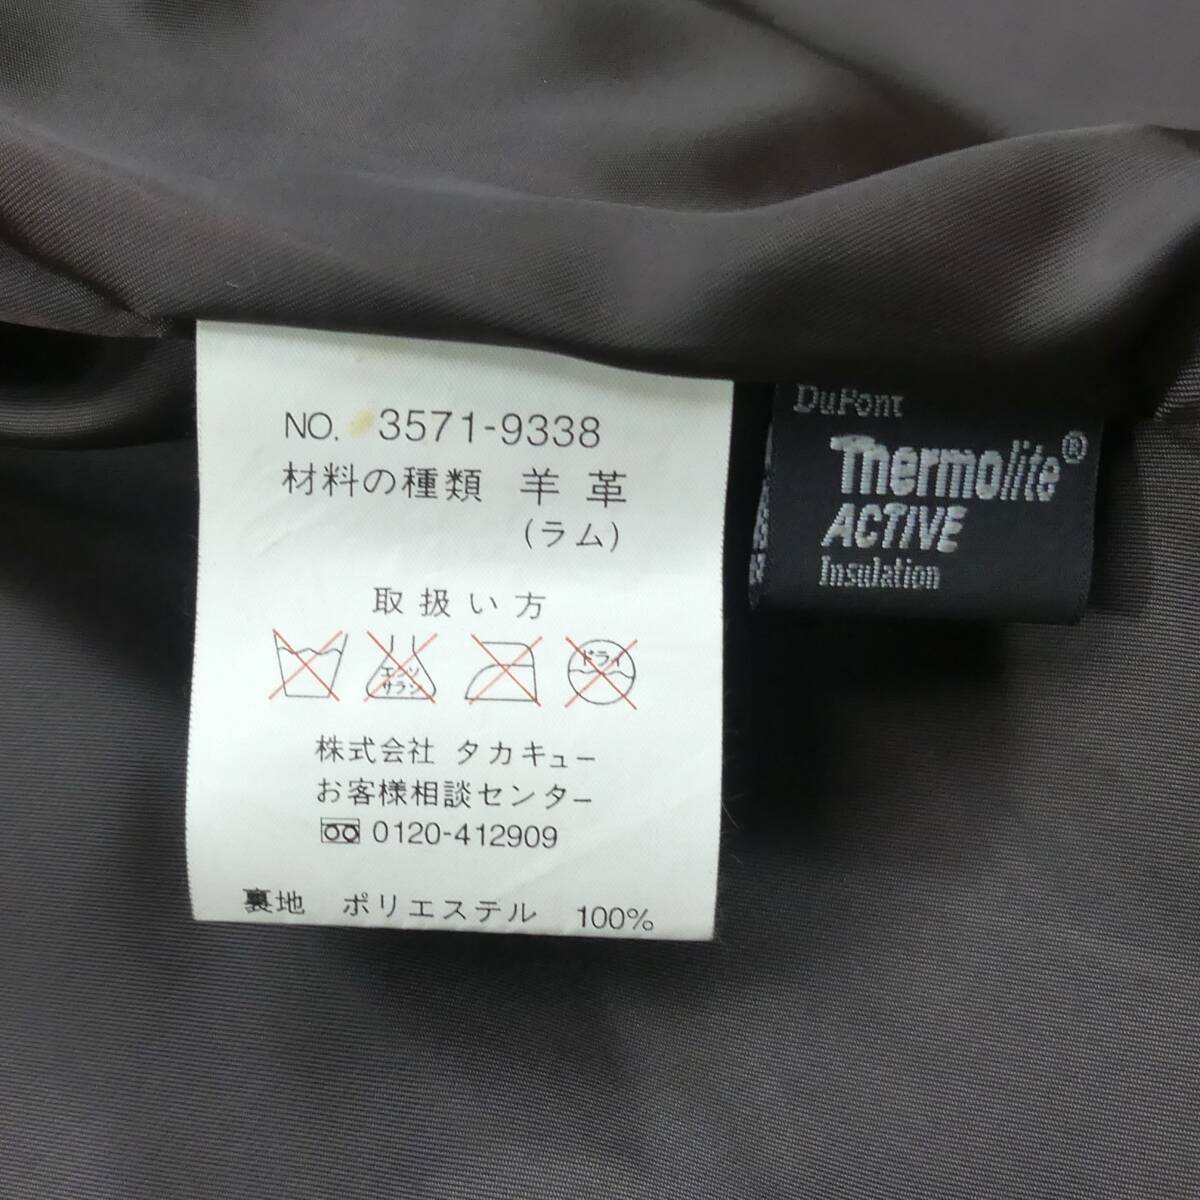 NO. 3571-9338
材料の種類 羊革
(ラム)
取扱い方
エンソ
サラシ
ドライ
株式会社 タカキュー
お客様相談センター
0120-412909
裏地 ポリエステル 100%
DuPont
Thermolite®
ACTIVE
Insulation